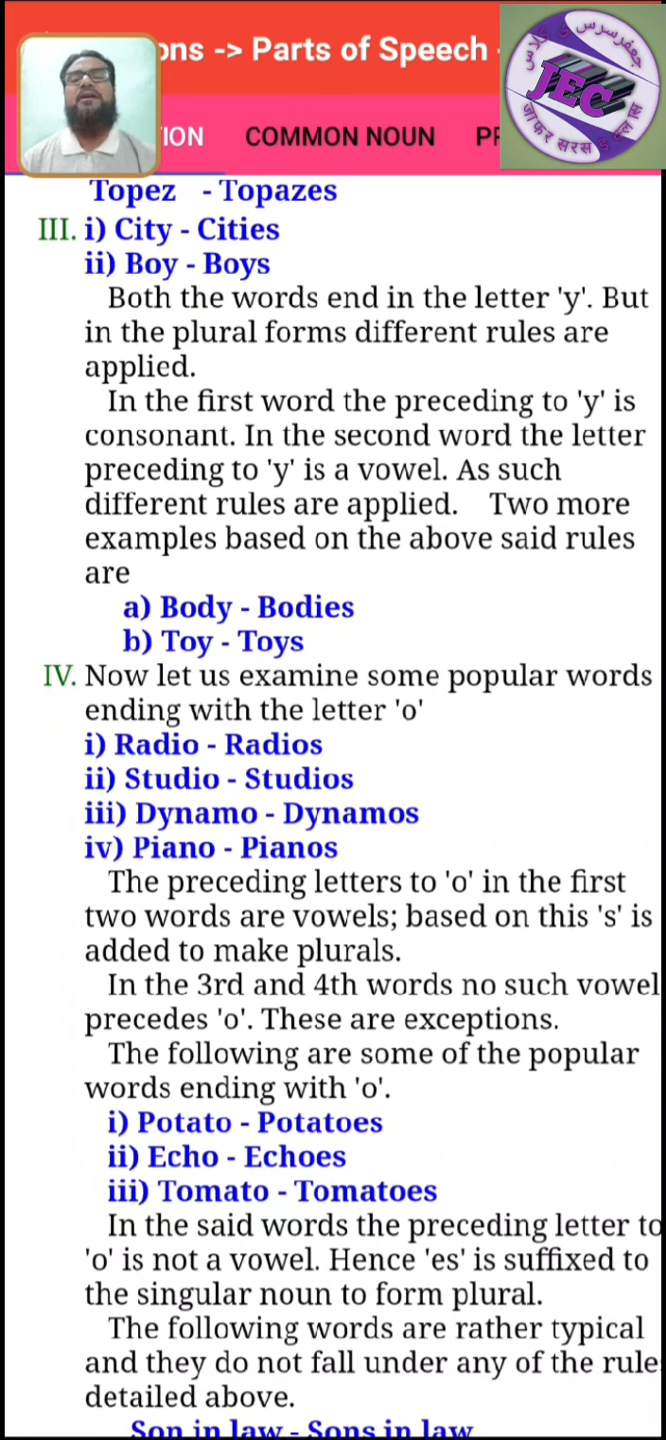 ons -> Parts of Speech -
ION COMMON NOUN PR
جعفر سرس کی کلاس
JEC
जाफर सरस के क्लास
Topez - Topazes
III. i) City - Cities
ii) Boy - Boys
Both the words end in the letter 'y'. But
in the plural forms different rules are
applied.
In the first word the preceding to 'y' is
consonant. In the second word the letter
preceding to 'y' is a vowel. As such
different rules are applied. Two more
examples based on the above said rules
are
a) Body - Bodies
b) Toy - Toys
IV. Now let us examine some popular words
ending with the letter 'o'
i) Radio - Radios
ii) Studio - Studios
iii) Dynamo - Dynamos
iv) Piano - Pianos
The preceding letters to 'o' in the first
two words are vowels; based on this 's' is
added to make plurals.
In the 3rd and 4th words no such vowel
precedes 'o'. These are exceptions.
The following are some of the popular
words ending with 'o'.
i) Potato - Potatoes
ii) Echo - Echoes
iii) Tomato - Tomatoes
In the said words the preceding letter to
'o' is not a vowel. Hence 'es' is suffixed to
the singular noun to form plural.
The following words are rather typical
and they do not fall under any of the rule
detailed above.
Son in law - Sons in law